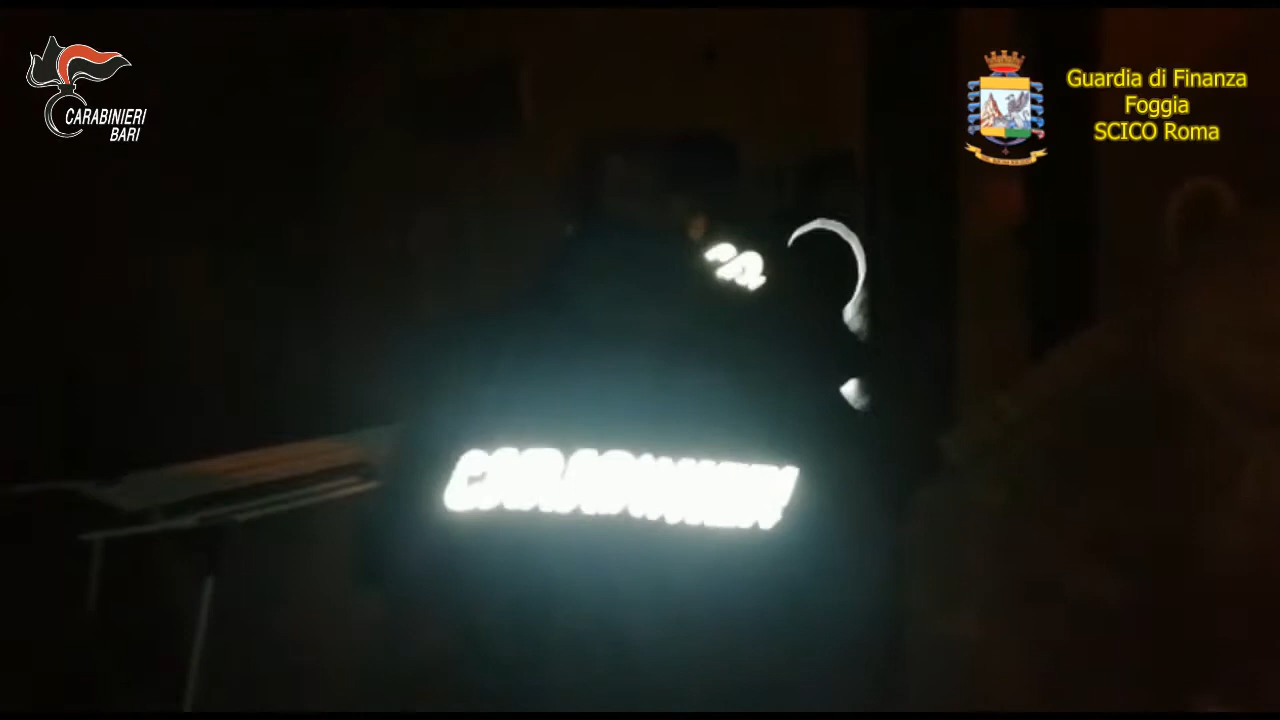 CARABINIERI
BARI
Guardia di Finanza
Foggia
SCICO Roma
CARABINIERI